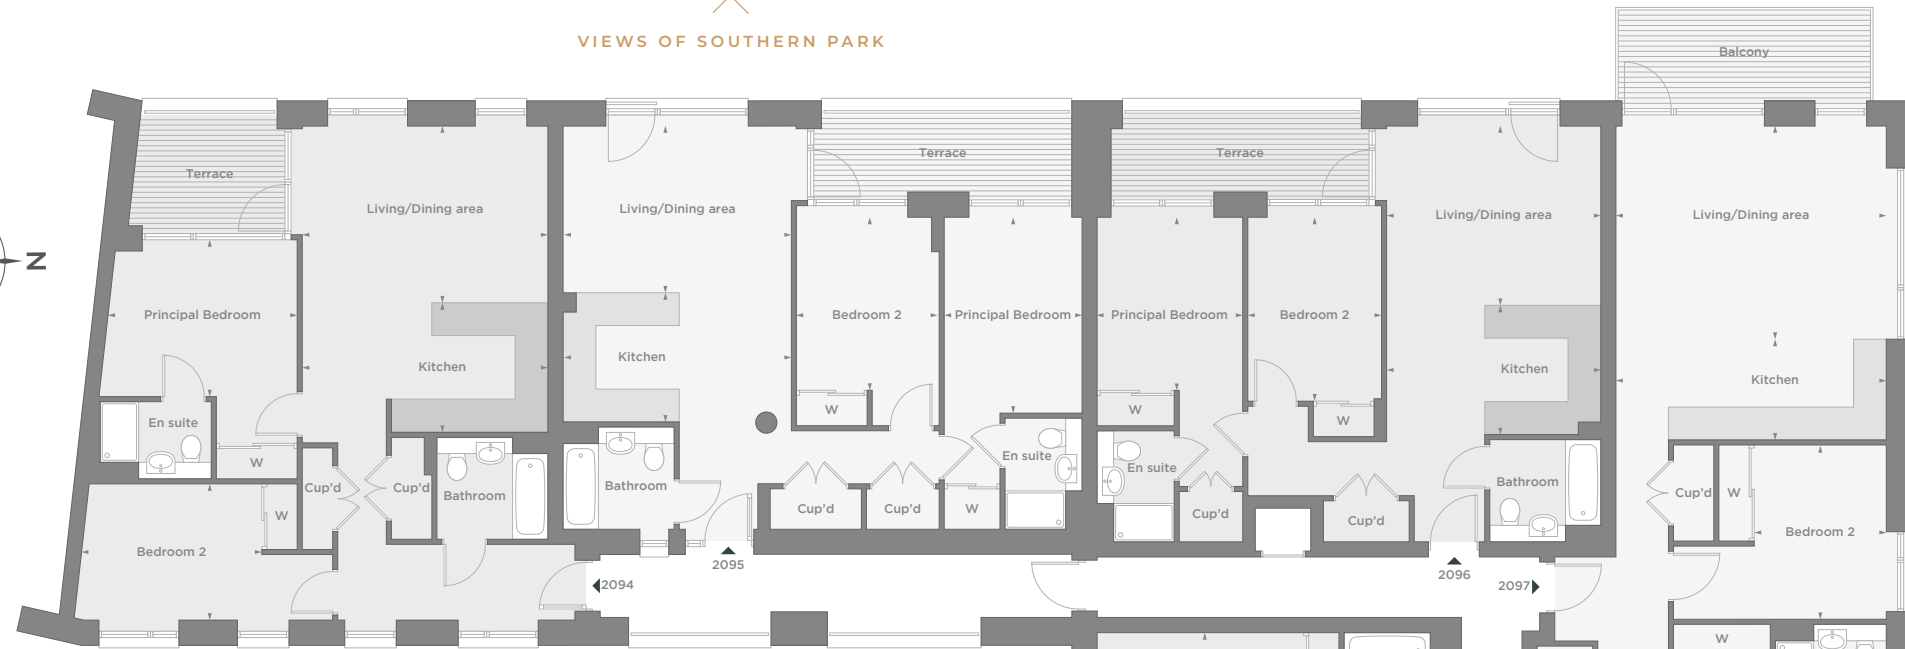 VIEWS OF SOUTHERN PARK
Balcony
Terrace
Terrace
Terrace
Living/Dining area
Living/Dining area
Living/Dining area
Living/Dining area
N
Principal Bedroom
Bedroom 2
Principal Bedroom
Principal Bedroom
Bedroom 2
Kitchen
Kitchen
Kitchen
Kitchen
W
W
W
En suite
W
Cup'd
Cup'd
Bathroom
Bathroom
En suite
En suite
Bathroom
Cup'd
W
W
Cup'd
Cup'd
W
Cup'd
Cup'd
Bedroom 2
Bedroom 2
2094
2095
2096
2097
W